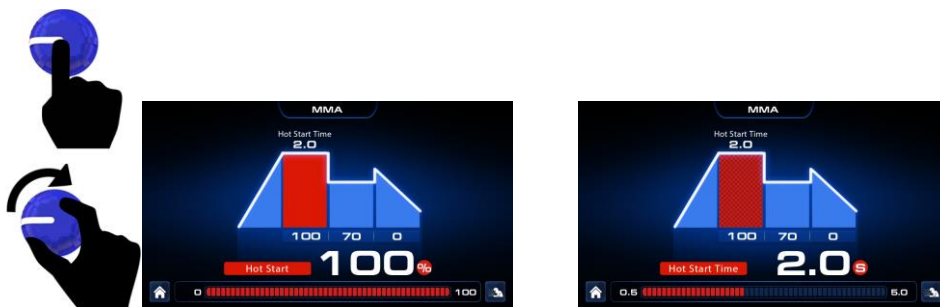 MMA
Hot Start Time
2.0
100 70 0
Hot Start 100%
0 100
MMA
Hot Start Time
2.0
100 70 0
Hot Start Time 2.0 S
0.5 5.0